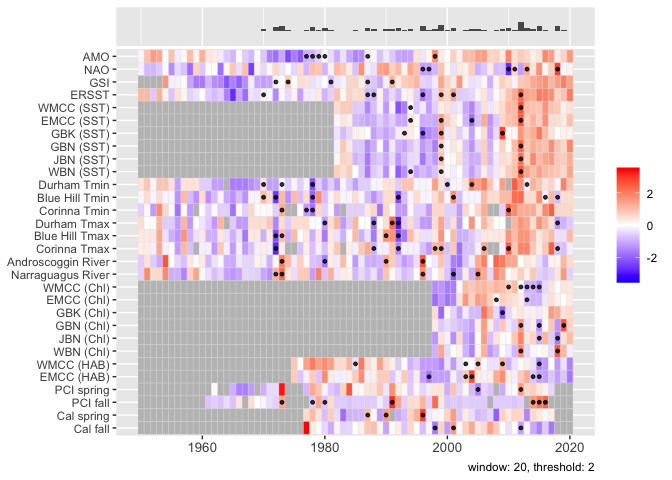 AMO
NAO
GSI
ERSST
WMCC (SST)
EMCC (SST)
GBK (SST)
GBN (SST)
JBN (SST)
WBN (SST)
Durham Tmin
Blue Hill Tmin
Corinna Tmin
Durham Tmax
Blue Hill Tmax
Corinna Tmax
Androscoggin River
Narraguagus River
WMCC (Chl)
EMCC (Chl)
GBK (Chl)
GBN (Chl)
JBN (Chl)
WBN (Chl)
WMCC (HAB)
EMCC (HAB)
PCI spring
PCI fall
Cal spring
Cal fall
2
0
-2
1960 1980 2000 2020
window: 20, threshold: 2